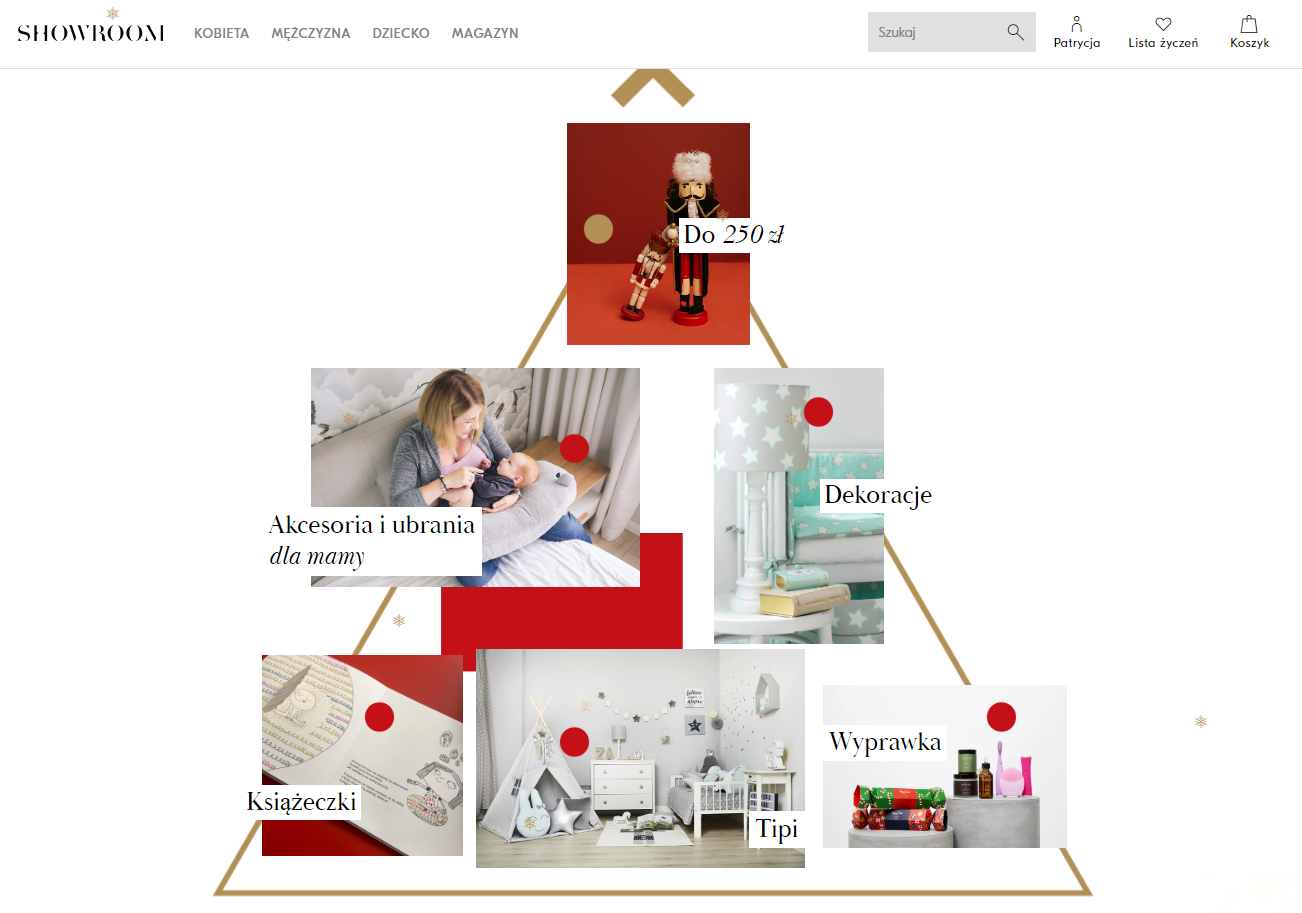 SHOWROOM
KOBIETA
MĘŻCZYZNA
DZIECKO
MAGAZYN
Szukaj
Patrycja
Lista życzeń
Koszyk
Do 250 zł
Akcesoria i ubrania
dla mamy
Dekoracje
Książeczki
Tipi
Wyprawka